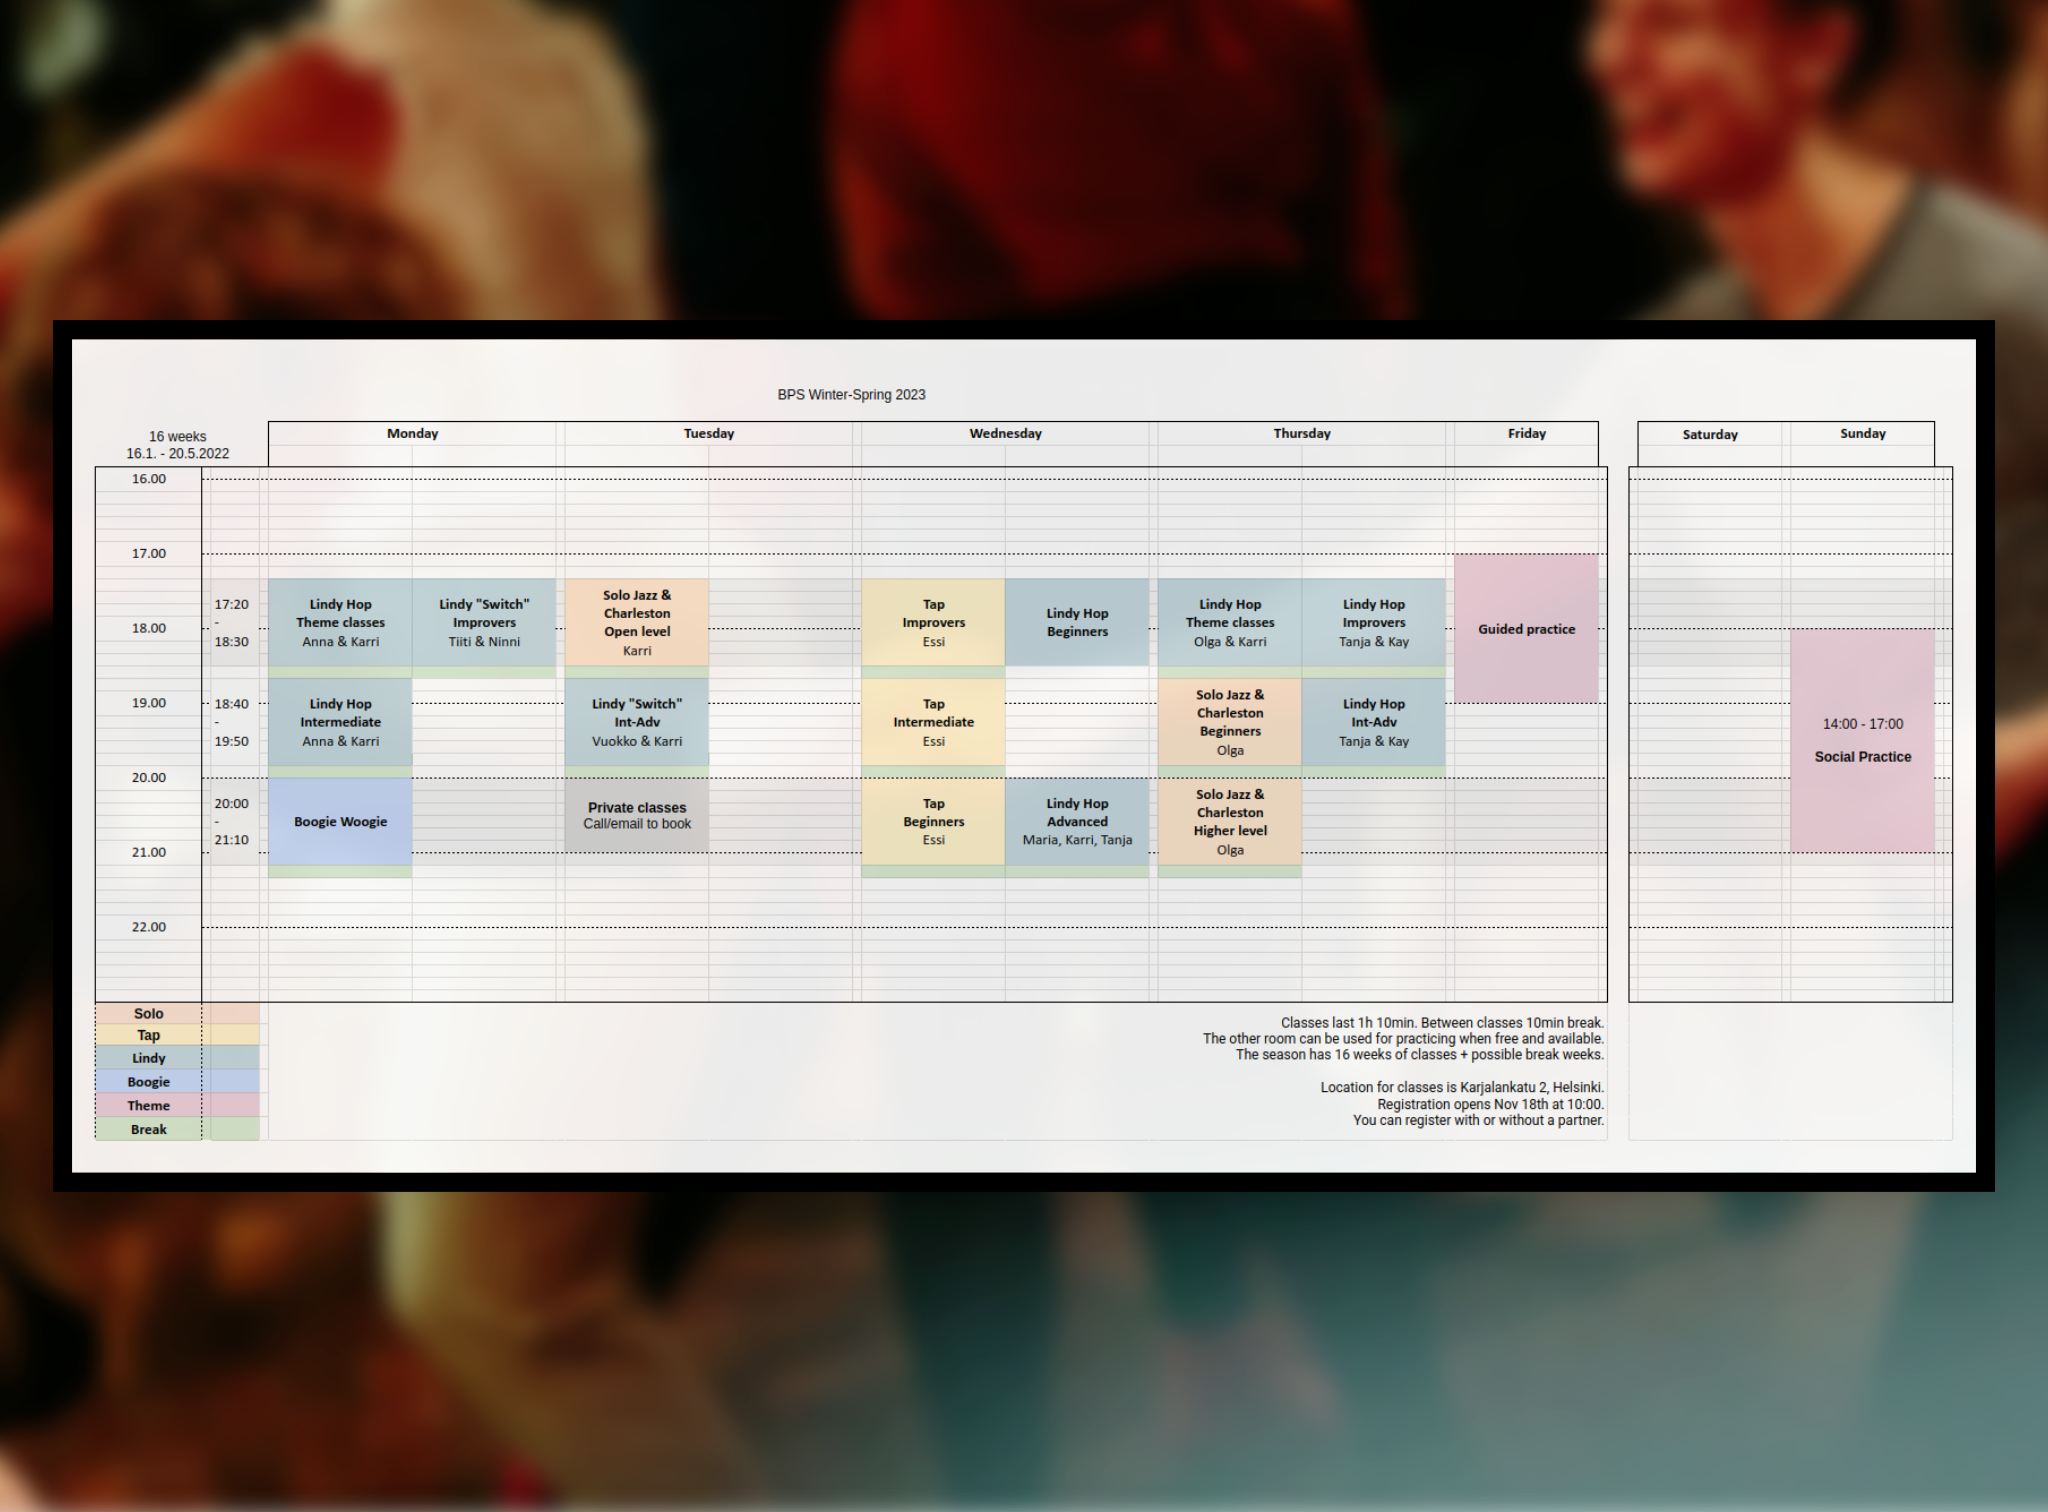 BPS Winter-Spring 2023
16 weeks
16.1. - 20.5.2022
Monday
Tuesday
Wednesday
Thursday
Friday
Saturday
Sunday
16.00
17.00
18.00
19.00
20.00
21.00
22.00
17:20
-
18:30
18:40
-
19:50
20:00
-
21:10
Lindy Hop
Theme classes
Anna & Karri
Lindy "Switch"
Improvers
Tiiti & Ninni
Solo Jazz &
Charleston
Open level
Karri
Tap
Improvers
Essi
Lindy Hop
Beginners
Lindy Hop
Theme classes
Olga & Karri
Lindy Hop
Improvers
Tanja & Kay
Guided practice
Lindy Hop
Intermediate
Anna & Karri
Lindy "Switch"
Int-Adv
Vuokko & Karri
Tap
Intermediate
Essi
Solo Jazz &
Charleston
Beginners
Olga
Lindy Hop
Int-Adv
Tanja & Kay
14:00 - 17:00
Social Practice
Boogie Woogie
Private classes
Call/email to book
Tap
Beginners
Essi
Lindy Hop
Advanced
Maria, Karri, Tanja
Solo Jazz &
Charleston
Higher level
Olga
Solo
Tap
Lindy
Boogie
Theme
Break
Classes last 1h 10min. Between classes 10min break.
The other room can be used for practicing when free and available.
The season has 16 weeks of classes + possible break weeks.
Location for classes is Karjalankatu 2, Helsinki.
Registration opens Nov 18th at 10:00.
You can register with or without a partner.